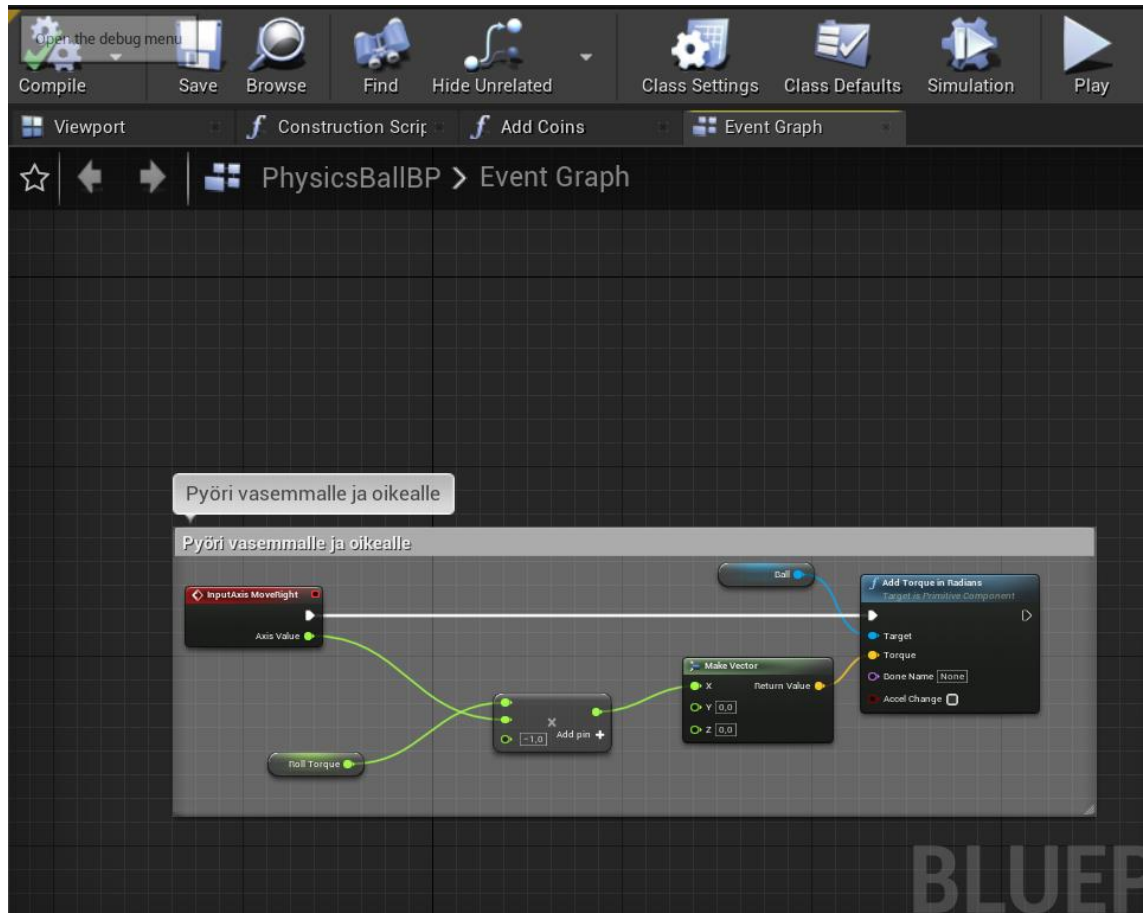 Open the debug menu
Compile
Save
Browse
Find
Hide Unrelated
Class Settings
Class Defaults
Simulation
Play
Viewport
f Construction Scrip
f Add Coins
Event Graph
PhysicsBallBP > Event Graph
Pyöri vasemmalle ja oikealle
Pyöri vasemmalle ja oikealle
InputAxis MoveRight
Axis Value
Roll Torque
-1,0
Add pin +
Ball
Make Vector
X
Return Value
Y 0,0
Z 0,0
f Add Torque in Radians
Target is Primitive Component
Target
Torque
Bone Name None
Accel Change
BLUEP